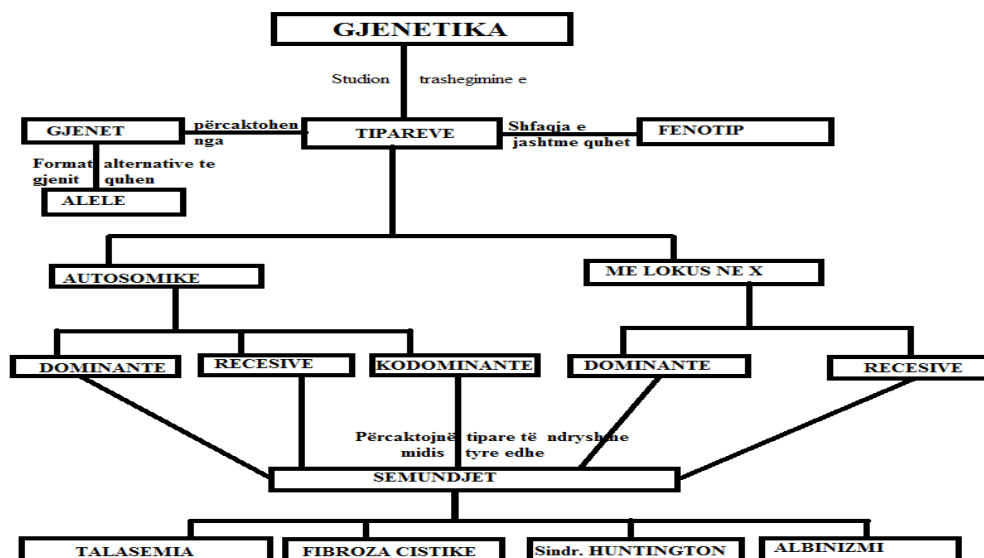 GJENETIKA
Studion trashegimine e
GJENET
përcaktohen
nga
TIPAREVE
Shfaqja e
jashtme quhet
FENOTIP
Format alternative te
gjenit quhen
ALELE
AUTOSOMIKE
ME LOKUS NE X
DOMINANTE
RECESIVE
KODOMINANTE
DOMINANTE
RECESIVE
Përcaktojnë tipare të ndryshme
midis tyre edhe
SEMUNDJET
TALASEMIA
FIBROZA CISTIKE
Sindr. HUNTINGTON
ALBINIZMI